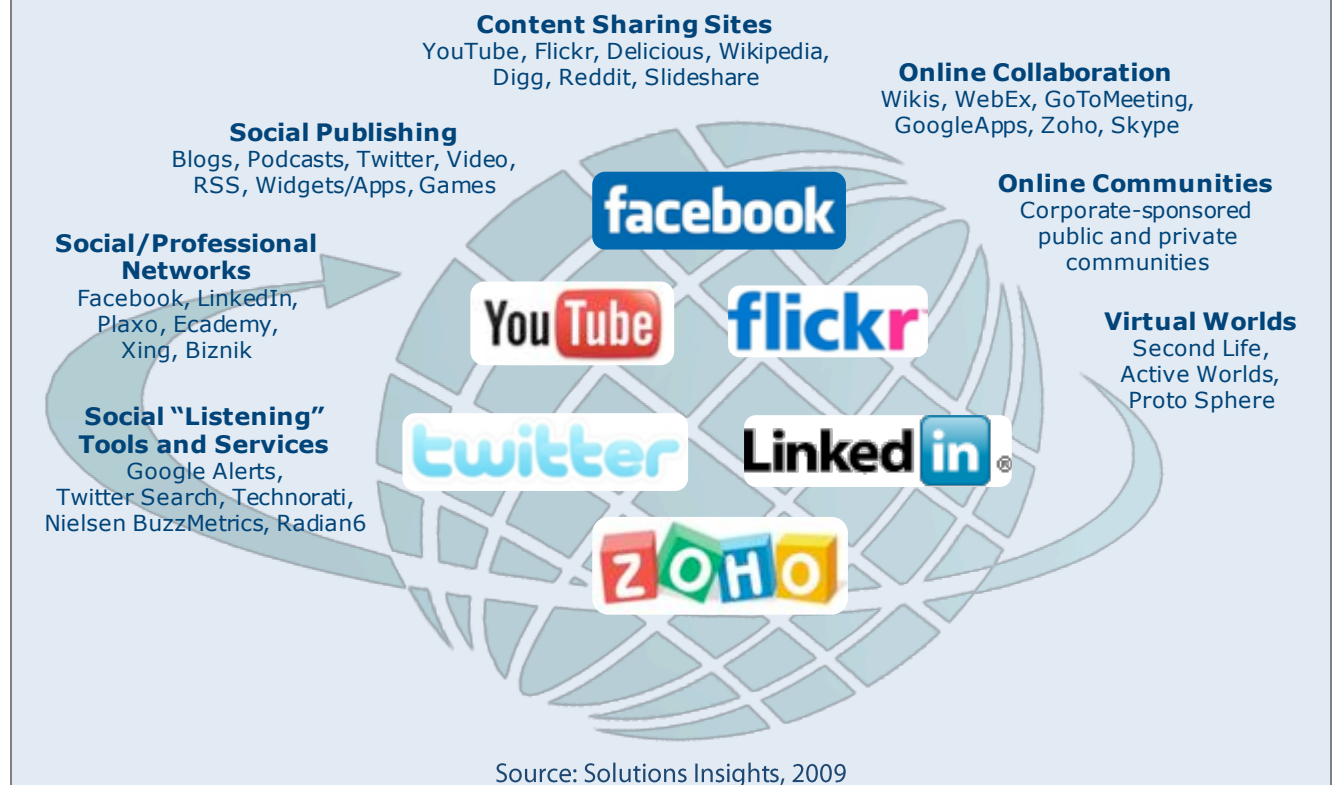 Content Sharing Sites
YouTube, Flickr, Delicious, Wikipedia,
Digg, Reddit, Slideshare
Online Collaboration
Wikis, WebEx, GoToMeeting,
GoogleApps, Zoho, Skype
Social Publishing
Blogs, Podcasts, Twitter, Video,
RSS, Widgets/Apps, Games
Online Communities
Corporate-sponsored
public and private
communities
Social/Professional
Networks
Facebook, LinkedIn,
Plaxo, Ecademy,
Xing, Biznik
Virtual Worlds
Second Life,
Active Worlds,
Proto Sphere
Social “Listening”
Tools and Services
Google Alerts,
Twitter Search, Technorati,
Nielsen BuzzMetrics, Radian6
facebook
YouTube
flickr
twitter
Linked in ®
ZOHO
Source: Solutions Insights, 2009